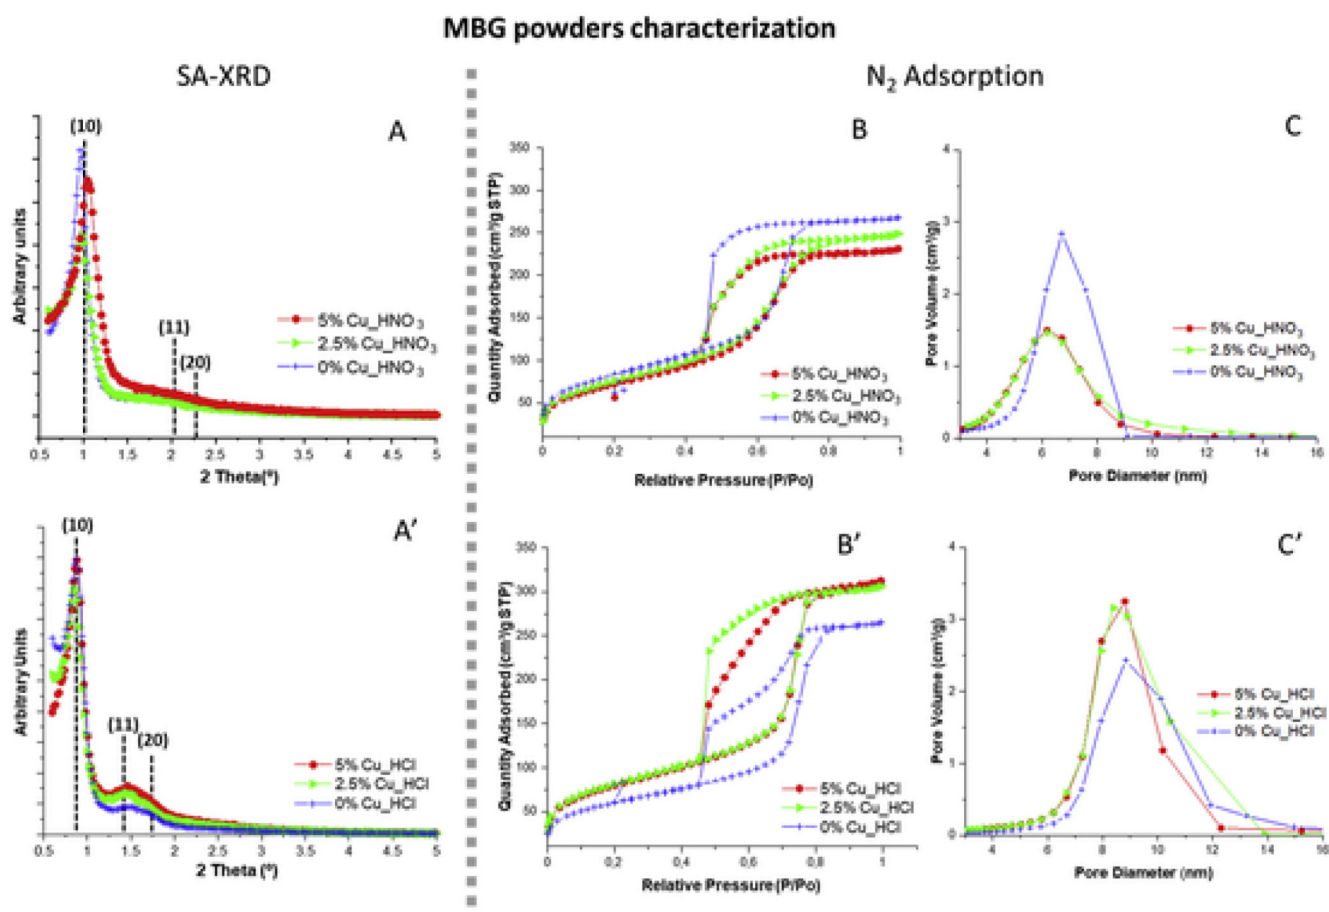 MBG powders characterization
SA-XRD
N₂ Adsorption
A
(10)
(11)
(20)
Arbitrary units
5% Cu_HNO₃
2.5% Cu_HNO₃
0% Cu_HNO₃
0.5 1 1.5 2 2.5 3 3.5 4 4.5 5
2 Theta(º)
B
350
300
250
200
150
100
50
Quantity Adsorbed (cm³/g STP)
5% Cu_HNO₃
2.5% Cu_HNO₃
0% Cu_HNO₃
0 0.2 0.4 0.6 0.8 1
Relative Pressure (P/Po)
C
4
3
2
1
0
Pore Volume (cm³/g)
5% Cu_HNO₃
2.5% Cu_HNO₃
0% Cu_HNO₃
4 6 8 10 12 14 16
Pore Diameter (nm)
A’
(10)
(11)
(20)
Arbitrary Units
5% Cu_HCl
2.5% Cu_HCl
0% Cu_HCl
0.5 1 1.5 2 2.5 3 3.5 4 4.5 5
2 Theta (º)
B’
350
300
250
200
150
100
50
Quantity Adsorbed (cm³/g STP)
5% Cu_HCl
2.5% Cu_HCl
0% Cu_HCl
0 0,2 0,4 0,6 0,8 1
Relative Pressure (P/Po)
C’
4
3
2
1
0
Pore Volume (cm³/g)
5% Cu_HCl
2.5% Cu_HCl
0% Cu_HCl
4 6 8 10 12 14 16
Pore Diameter (nm)